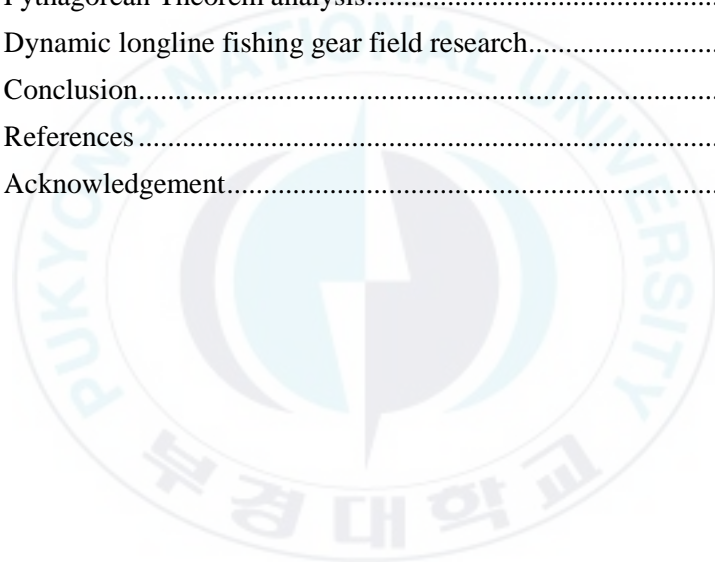 Pythagorean Theorem analysis.......................................................
Dynamic longline fishing gear field research...........................
Conclusion.....................................................................................
References .....................................................................................
Acknowledgement.......................................................................
PUKYONG NATIONAL UNIVERSITY
부경대학교